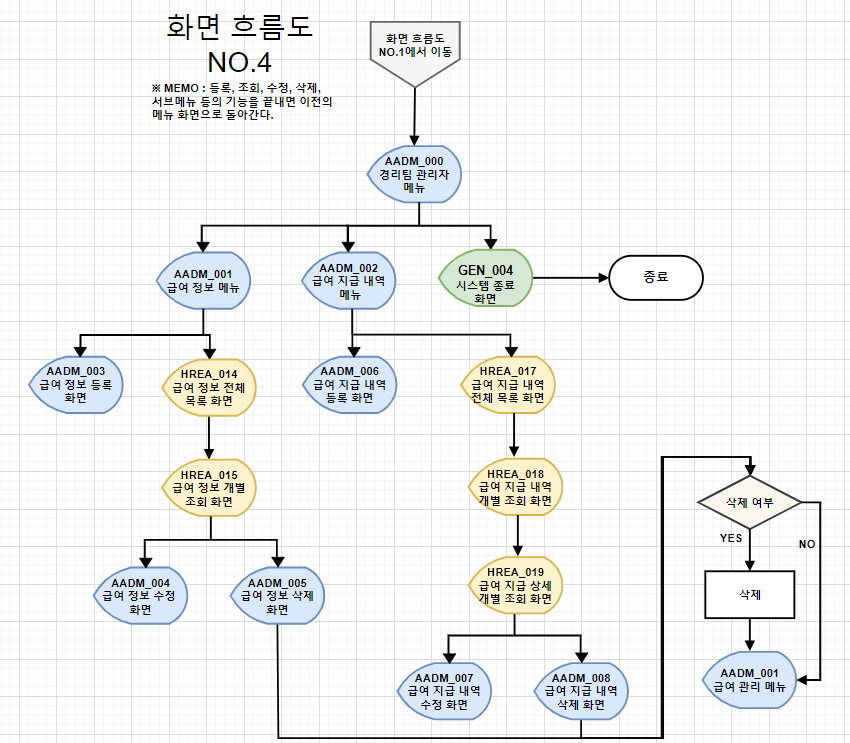 화면 흐름도
NO.4
※ MEMO : 등록, 조회, 수정, 삭제,
서브메뉴 등의 기능을 끝내면 이전의
메뉴 화면으로 돌아간다.
화면 흐름도
NO.1에서 이동
AADM_000
경리팀 관리자
메뉴
AADM_001
급여 정보 메뉴
AADM_002
급여 지급 내역
메뉴
GEN_004
시스템 종료
화면
종료
AADM_003
급여 정보 등록
화면
HREA_014
급여 정보 전체
목록 화면
AADM_006
급여 지급 내역
등록 화면
HREA_017
급여 지급 내역
전체 목록 화면
HREA_015
급여 정보 개별
조회 화면
HREA_018
급여 지급 내역
개별 조회 화면
AADM_004
급여 정보 수정
화면
AADM_005
급여 정보 삭제
화면
HREA_019
급여 지급 상세
개별 조회 화면
AADM_007
급여 지급 내역
수정 화면
AADM_008
급여 지급 내역
삭제 화면
삭제 여부
YES
NO
삭제
AADM_001
급여 관리 메뉴